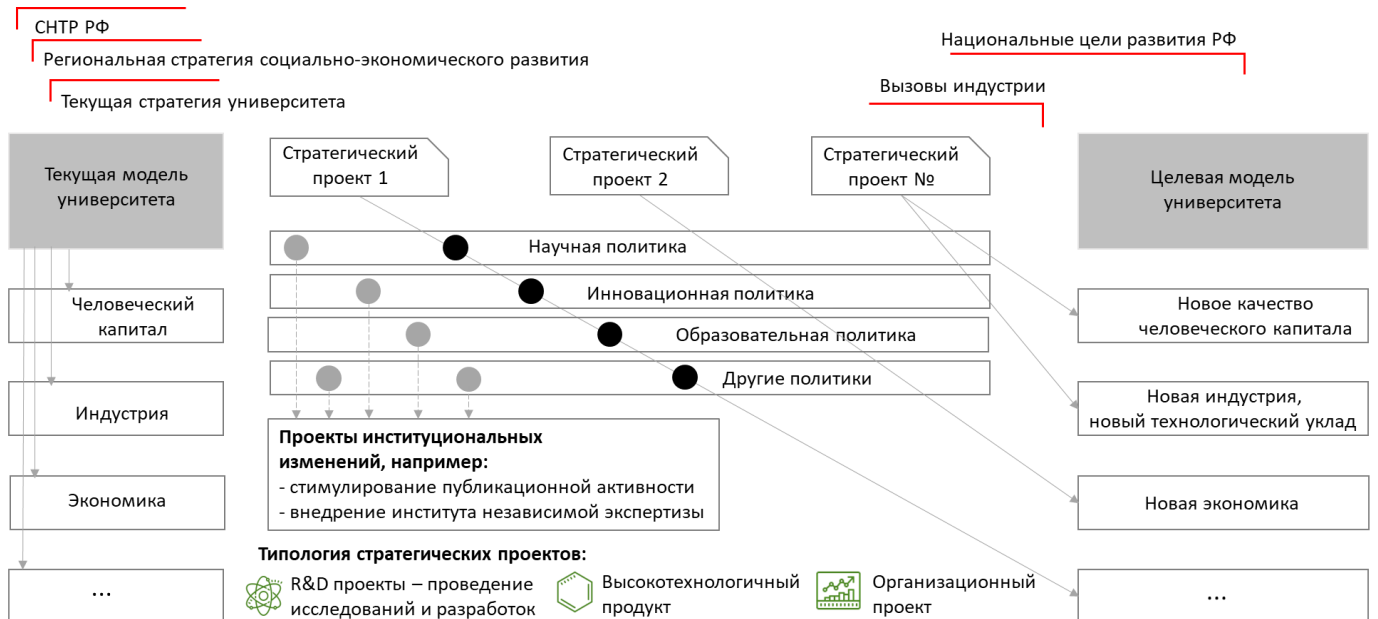 СНТР РФ
Региональная стратегия социально-экономического развития
Текущая стратегия университета
Национальные цели развития РФ
Вызовы индустрии
Текущая модель
университета
Стратегический
проект 1
Стратегический
проект 2
Стратегический
проект №
Целевая модель
университета
Научная политика
Инновационная политика
Образовательная политика
Другие политики
Человеческий
капитал
Индустрия
Экономика
...
Новое качество
человеческого капитала
Новая индустрия,
новый технологический уклад
Новая экономика
...
Проекты институциональных
изменений, например:
- стимулирование публикационной активности
- внедрение института независимой экспертизы
Типология стратегических проектов:
R&D проекты – проведение
исследований и разработок
Высокотехнологичный
продукт
Организационный
проект